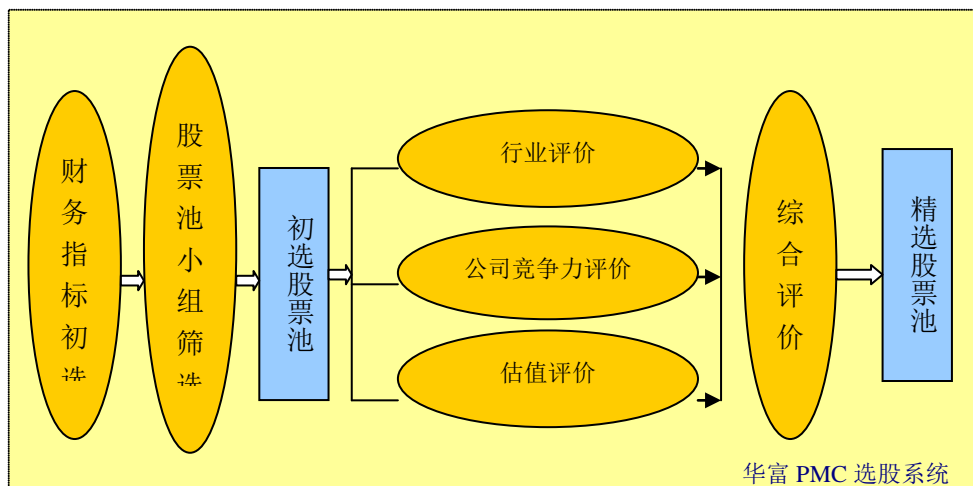 财务指标初选
股票池小组筛选
初选股票池
行业评价
公司竞争力评价
估值评价
综合评价
精选股票池
华富 PMC 选股系统